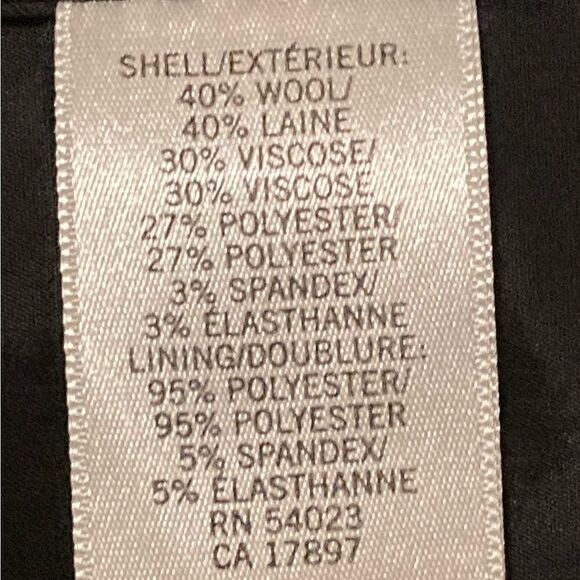 SHELL/EXTÉRIEUR:
40% WOOL/
40% LAINE
30% VISCOSE/
30% VISCOSE
27% POLYESTER/
27% POLYESTER
3% SPANDEX/
3% ÉLASTHANNE
LINING/DOUBLURE:
95% POLYESTER/
95% POLYESTER
5% SPANDEX/
5% ÉLASTHANNE
RN 54023
CA 17897